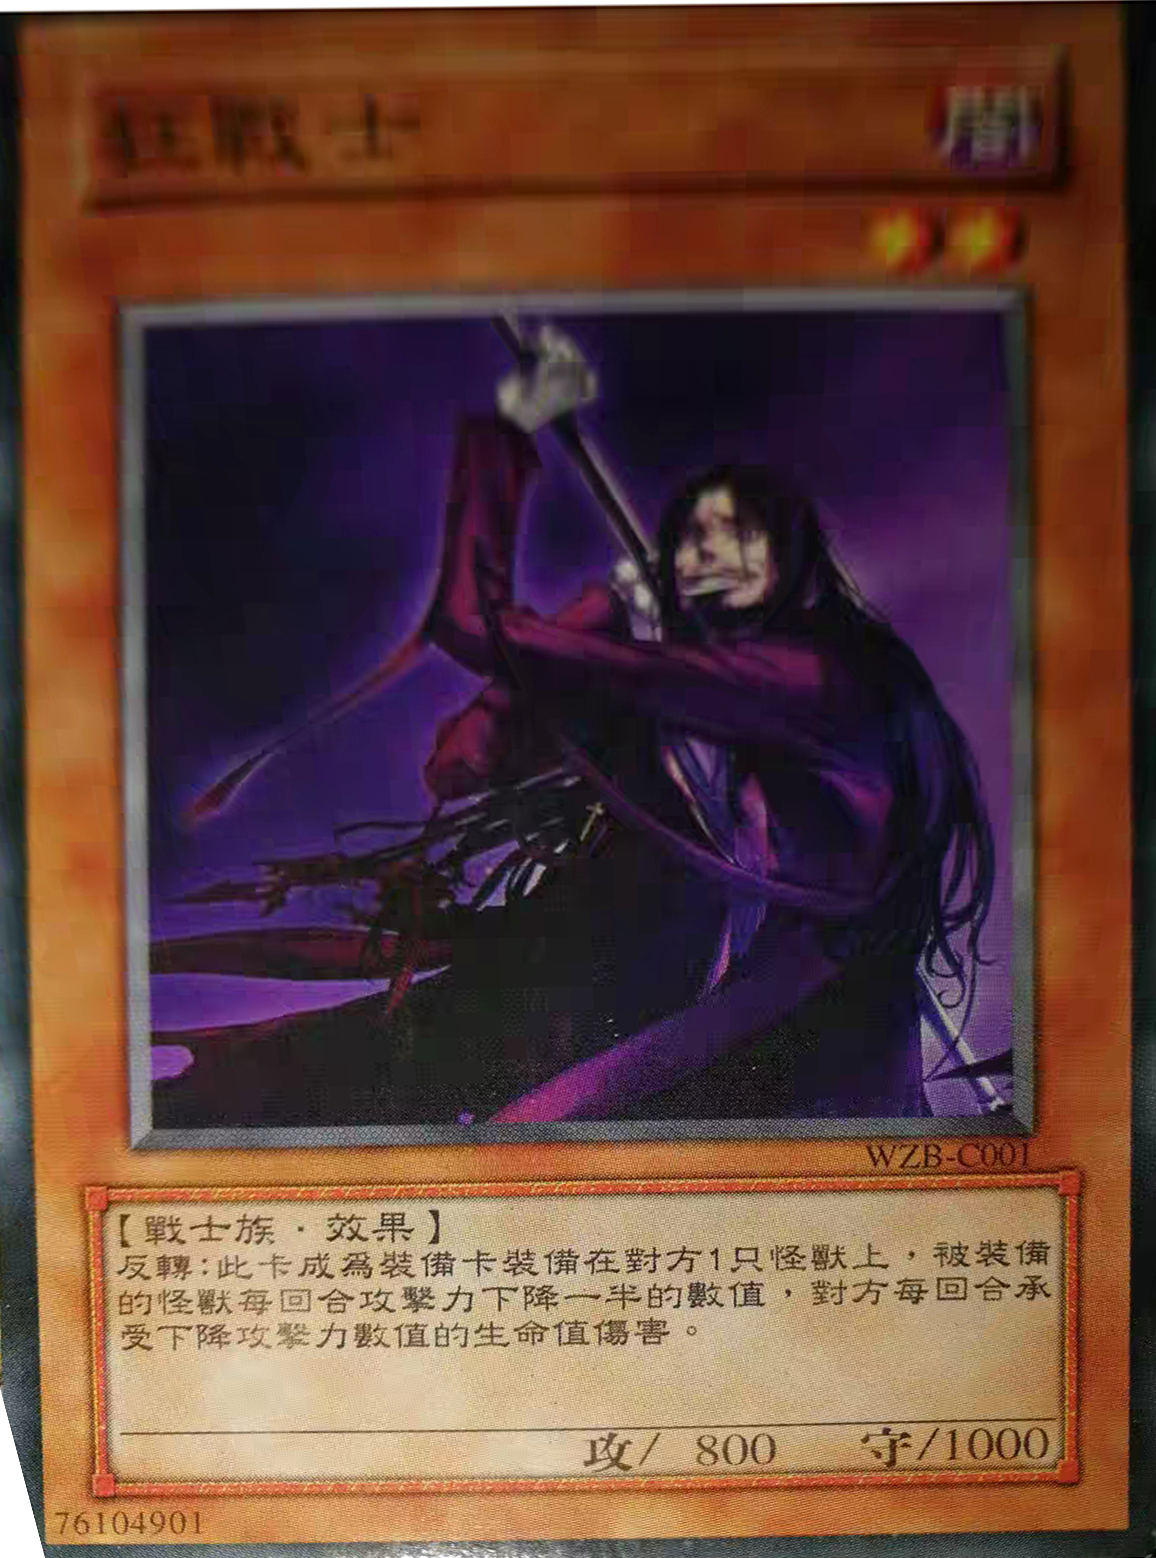 狂戰士
闇
WZB-C001
【戰士族·效果】
反轉:此卡成為裝備卡裝備在對方1只怪獸上,被裝備
的怪獸每回合攻擊力下降一半的數值,對方每回合承
受下降攻擊力數值的生命值傷害。
攻/ 800 守/1000
76104901